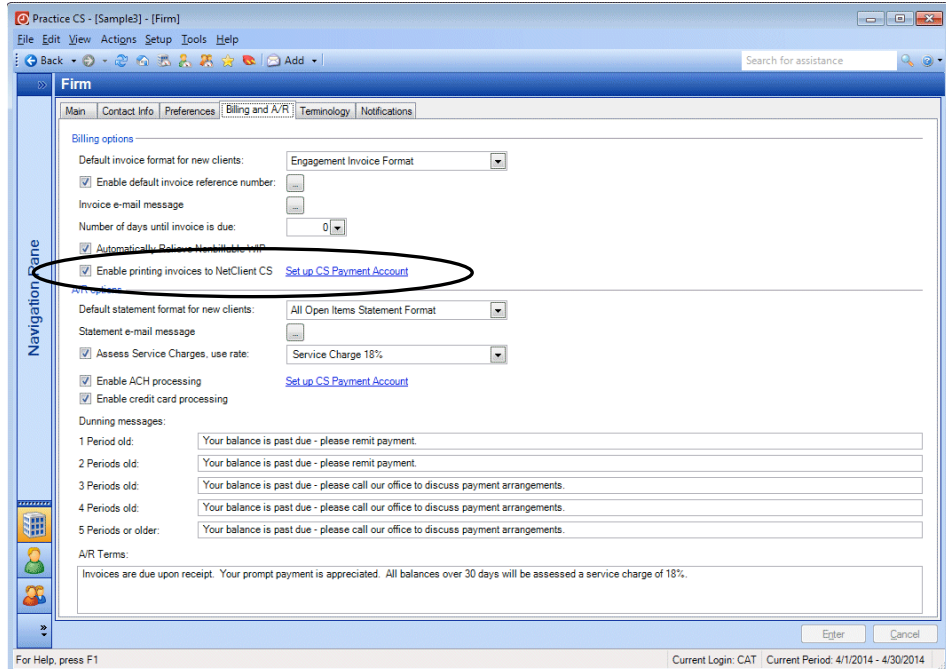 Practice CS - [Sample3] - [Firm]
File Edit View Actions Setup Tools Help
Back Add Search for assistance
Firm
Main Contact Info Preferences Billing and A/R Terminology Notifications
Billing options
Default invoice format for new clients: Engagement Invoice Format
Enable default invoice reference number: ...
Invoice e-mail message ...
Number of days until invoice is due: 0
Automatically Relieve Nonbillable WIP
Enable printing invoices to NetClient CS Set up CS Payment Account
A/R options
Default statement format for new clients: All Open Items Statement Format
Statement e-mail message ...
Assess Service Charges, use rate: Service Charge 18%
Enable ACH processing Set up CS Payment Account
Enable credit card processing
Dunning messages:
1 Period old: Your balance is past due - please remit payment.
2 Periods old: Your balance is past due - please remit payment.
3 Periods old: Your balance is past due - please call our office to discuss payment arrangements.
4 Periods old: Your balance is past due - please call our office to discuss payment arrangements.
5 Periods or older: Your balance is past due - please call our office to discuss payment arrangements.
A/R Terms:
Invoices are due upon receipt. Your prompt payment is appreciated. All balances over 30 days will be assessed a service charge of 18%.
Navigation Pane
Enter Cancel
For Help, press F1 Current Login: CAT Current Period: 4/1/2014 - 4/30/2014